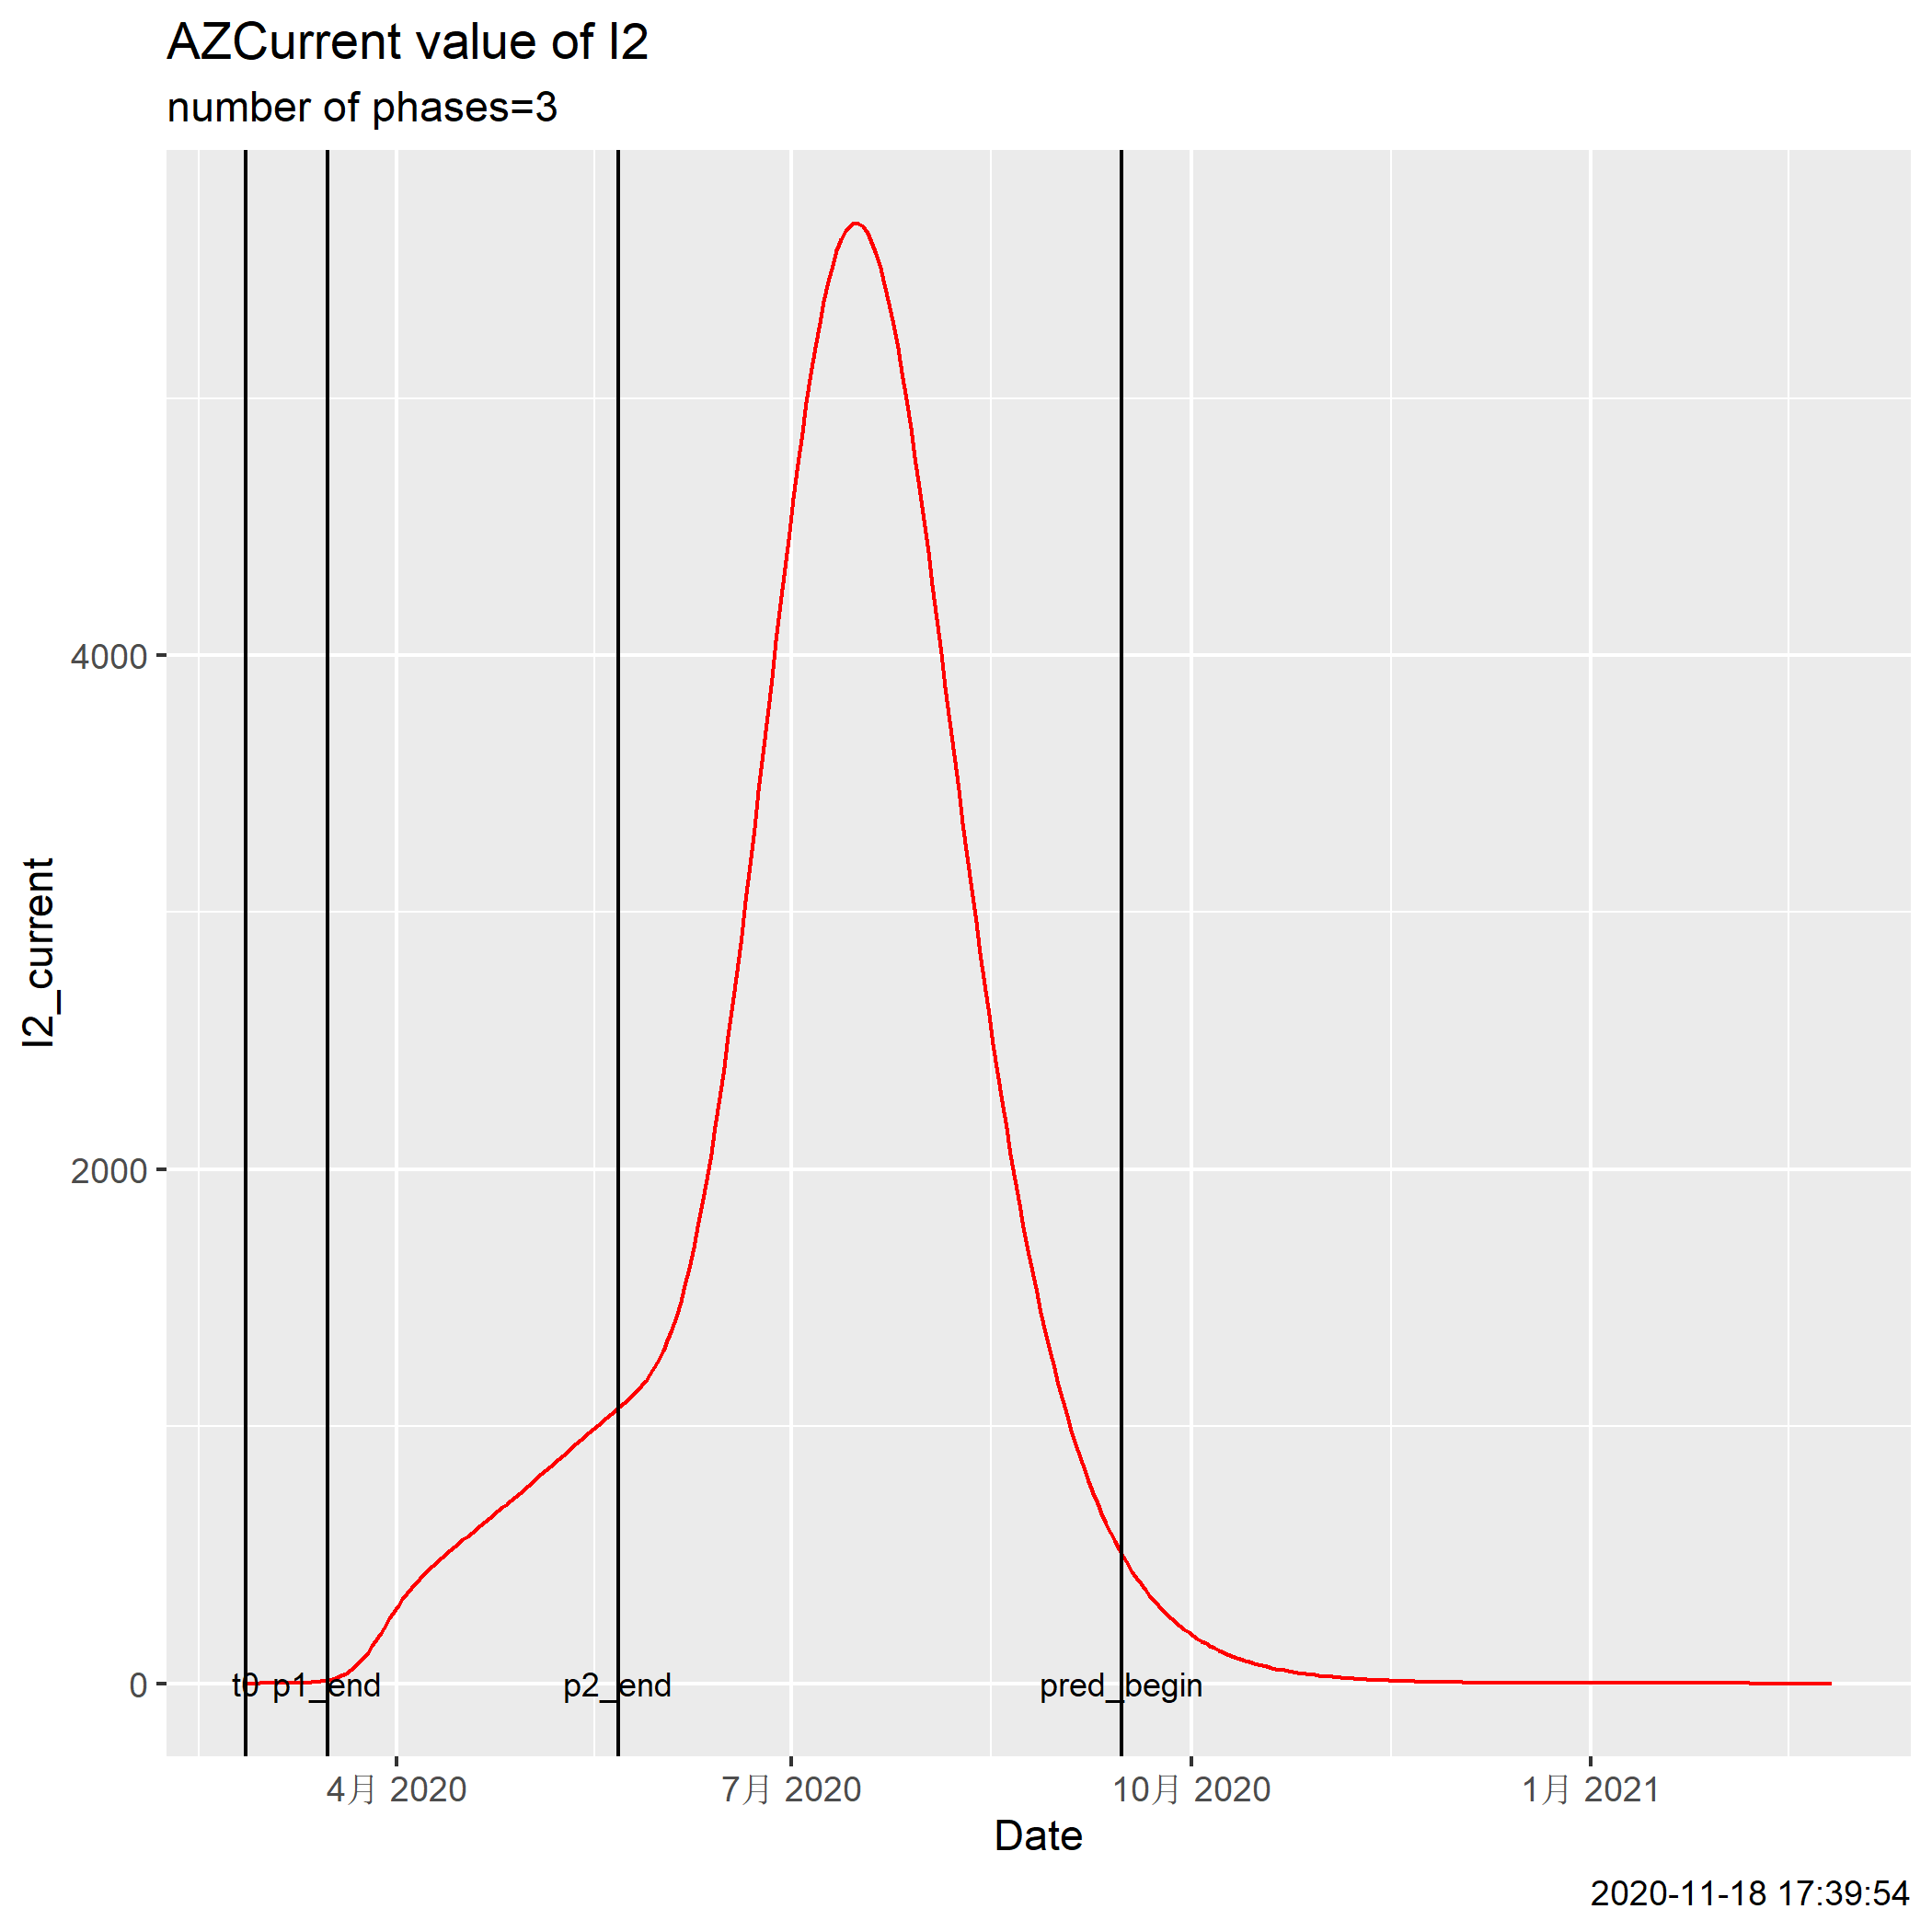 AZCurrent value of I2
number of phases=3
I2_current
4000
2000
0
t0 p1_end p2_end pred_begin
4月 2020 7月 2020 10月 2020 1月 2021
Date
2020-11-18 17:39:54